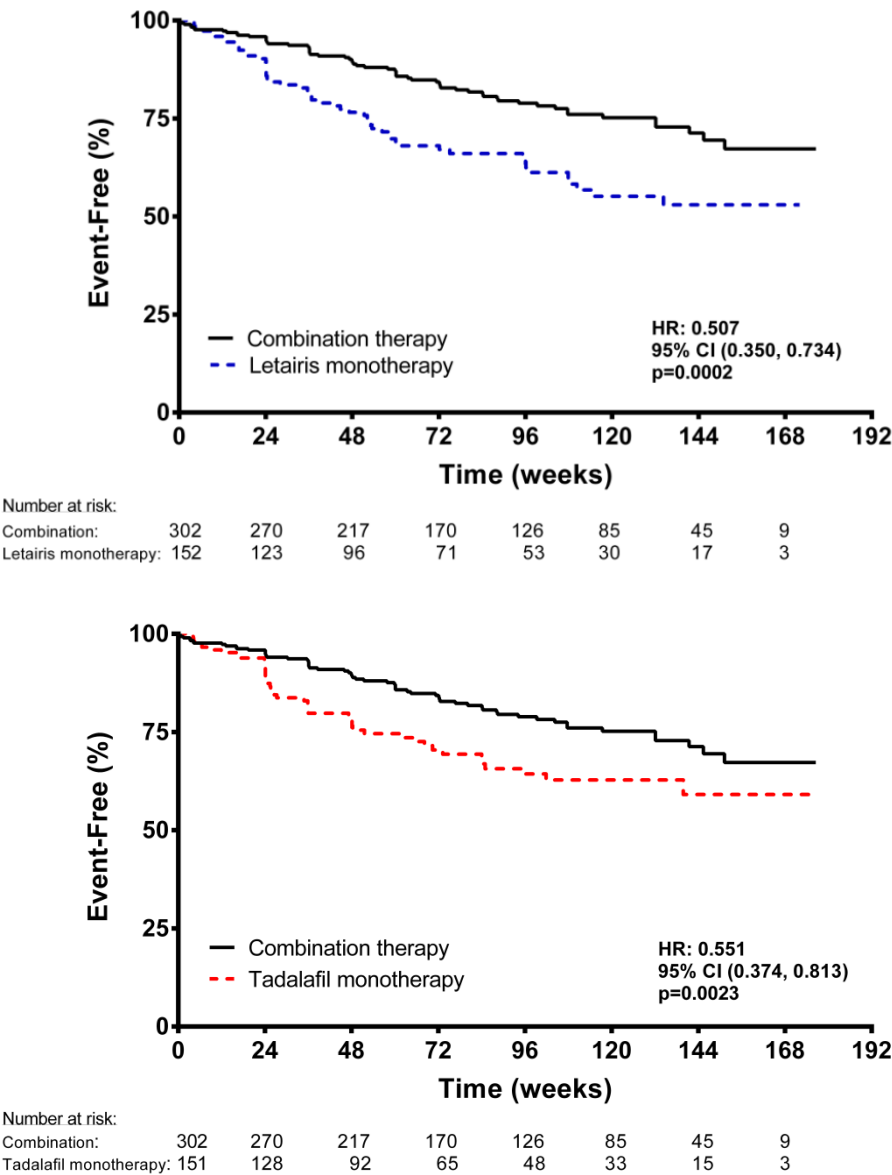 100
75
50
25
0
Event-Free (%)
Combination therapy
Letairis monotherapy
HR: 0.507
95% CI (0.350, 0.734)
p=0.0002
0 24 48 72 96 120 144 168 192
Time (weeks)
Number at risk:
Combination: 302 270 217 170 126 85 45 9
Letairis monotherapy: 152 123 96 71 53 30 17 3
100
75
50
25
0
Event-Free (%)
Combination therapy
Tadalafil monotherapy
HR: 0.551
95% CI (0.374, 0.813)
p=0.0023
0 24 48 72 96 120 144 168 192
Time (weeks)
Number at risk:
Combination: 302 270 217 170 126 85 45 9
Tadalafil monotherapy: 151 128 92 65 48 33 15 3